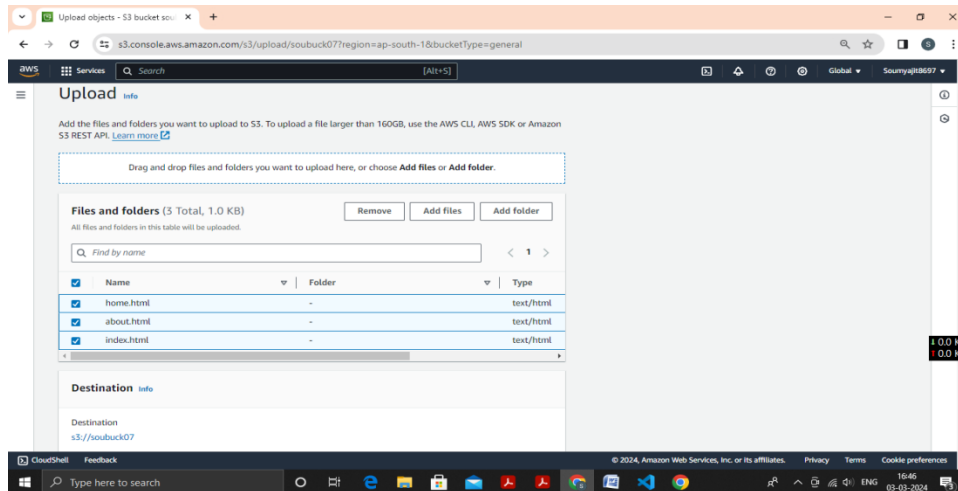 Upload objects - S3 bucket sou
s3.console.aws.amazon.com/s3/upload/soubuck07?region=ap-south-1&bucketType=general
S
aws
Services
Search
[Alt+S]
Global
Soumyajit8697
Upload Info
Add the files and folders you want to upload to S3. To upload a file larger than 160GB, use the AWS CLI, AWS SDK or Amazon
S3 REST API. Learn more
Drag and drop files and folders you want to upload here, or choose Add files or Add folder.
Files and folders (3 Total, 1.0 KB)
Remove
Add files
Add folder
All files and folders in this table will be uploaded.
Find by name
1
Name
Folder
Type
home.html
-
text/html
about.html
-
text/html
index.html
-
text/html
0.0 K
0.0 K
Destination Info
Destination
s3://soubuck07
CloudShell
Feedback
© 2024, Amazon Web Services, Inc. or its affiliates.
Privacy
Terms
Cookie preferences
Type here to search
ENG
16:46
03-03-2024
3